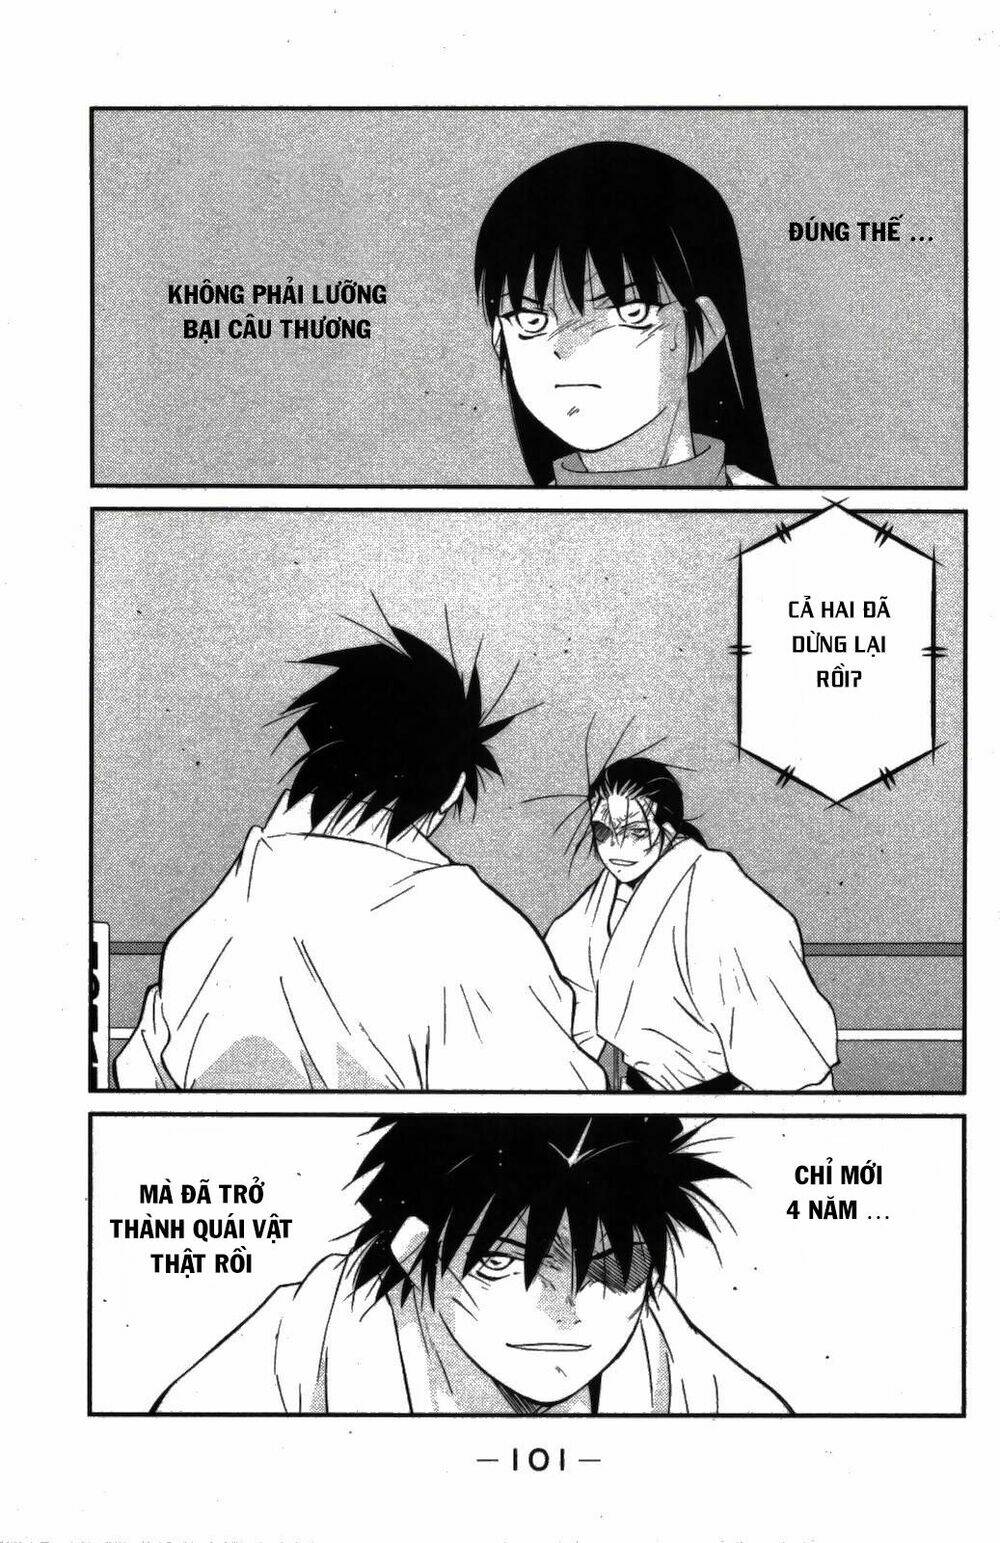 ĐÚNG THẾ ...
KHÔNG PHẢI LƯỠNG
BẠI CÂU THƯƠNG
CẢ HAI ĐÃ
DỪNG LẠI
RỒI?
CHỈ MỚI
4 NĂM ...
MÀ ĐÃ TRỞ
THÀNH QUÁI VẬT
THẬT RỒI
— 101 —